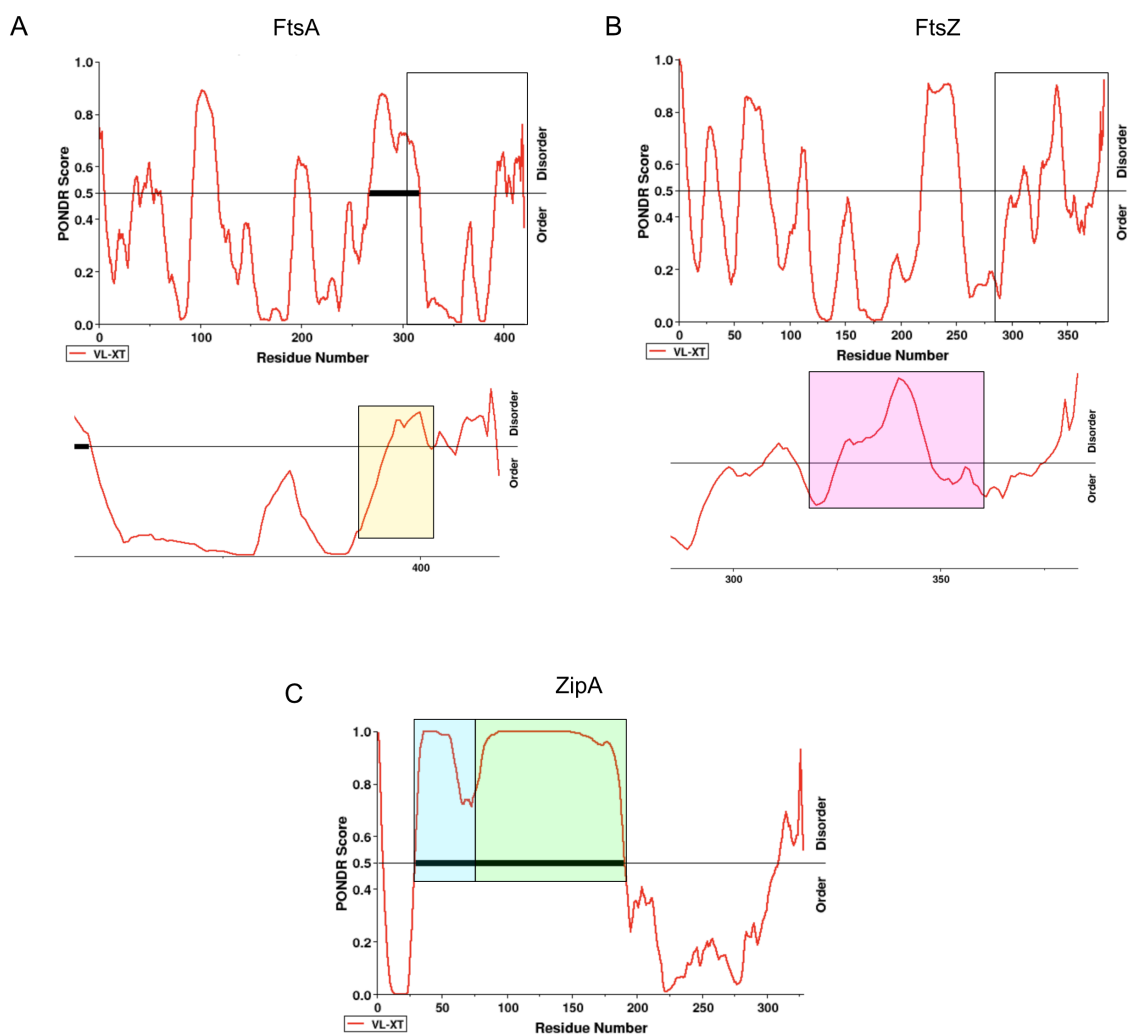 A
FtsA
1.0
0.8
0.6
0.5
0.4
0.2
0.0
PONDR Score
Disorder
Order
0
100
200
300
400
VL-XT
Residue Number
Disorder
Order
400
B
FtsZ
1.0
0.8
0.6
0.5
0.4
0.2
0.0
PONDR Score
Disorder
Order
0
50
100
150
200
250
300
350
VL-XT
Residue Number
Disorder
Order
300
350
C
ZipA
1.0
0.8
0.6
0.5
0.4
0.2
0.0
PONDR Score
Disorder
Order
0
50
100
150
200
250
300
VL-XT
Residue Number